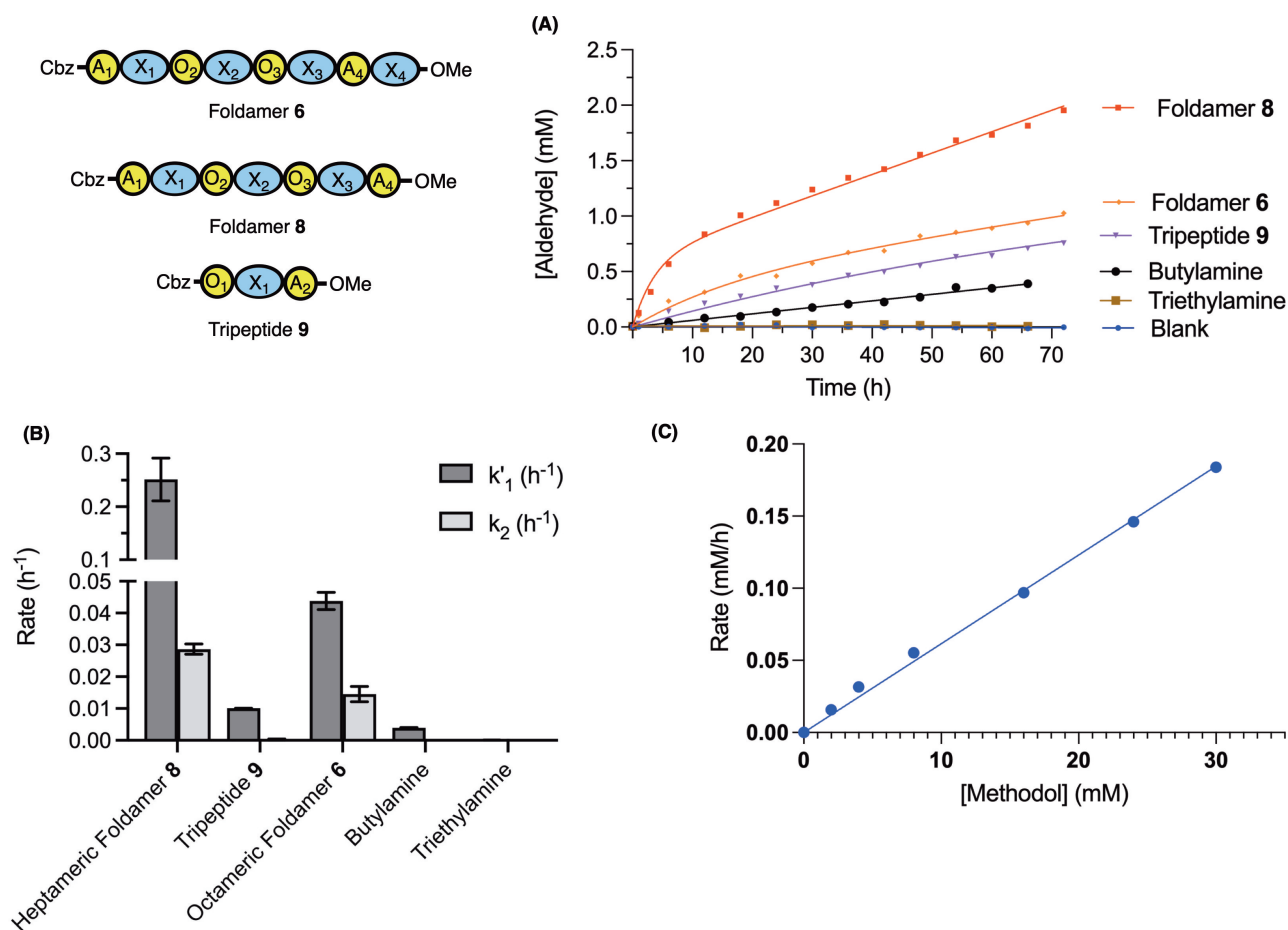 Cbz A₁ X₁ O₂ X₂ O₃ X₃ A₄ X₄ OMe
Foldamer 6
Cbz A₁ X₁ O₂ X₂ O₃ X₃ A₄ OMe
Foldamer 8
Cbz O₁ X₁ A₂ OMe
Tripeptide 9
(A)
[Aldehyde] (mM)
2.5
2.0
1.5
1.0
0.5
0.0
10 20 30 40 50 60 70
Time (h)
Foldamer 8
Foldamer 6
Tripeptide 9
Butylamine
Triethylamine
Blank
(B)
Rate (h⁻¹)
0.3
0.2
0.1
0.05
0.04
0.03
0.02
0.01
0.00
k'₁ (h⁻¹)
k₂ (h⁻¹)
Heptameric Foldamer 8
Tripeptide 9
Octameric Foldamer 6
Butylamine
Triethylamine
(C)
Rate (mM/h)
0.20
0.15
0.10
0.05
0.00
0 10 20 30
[Methodol] (mM)